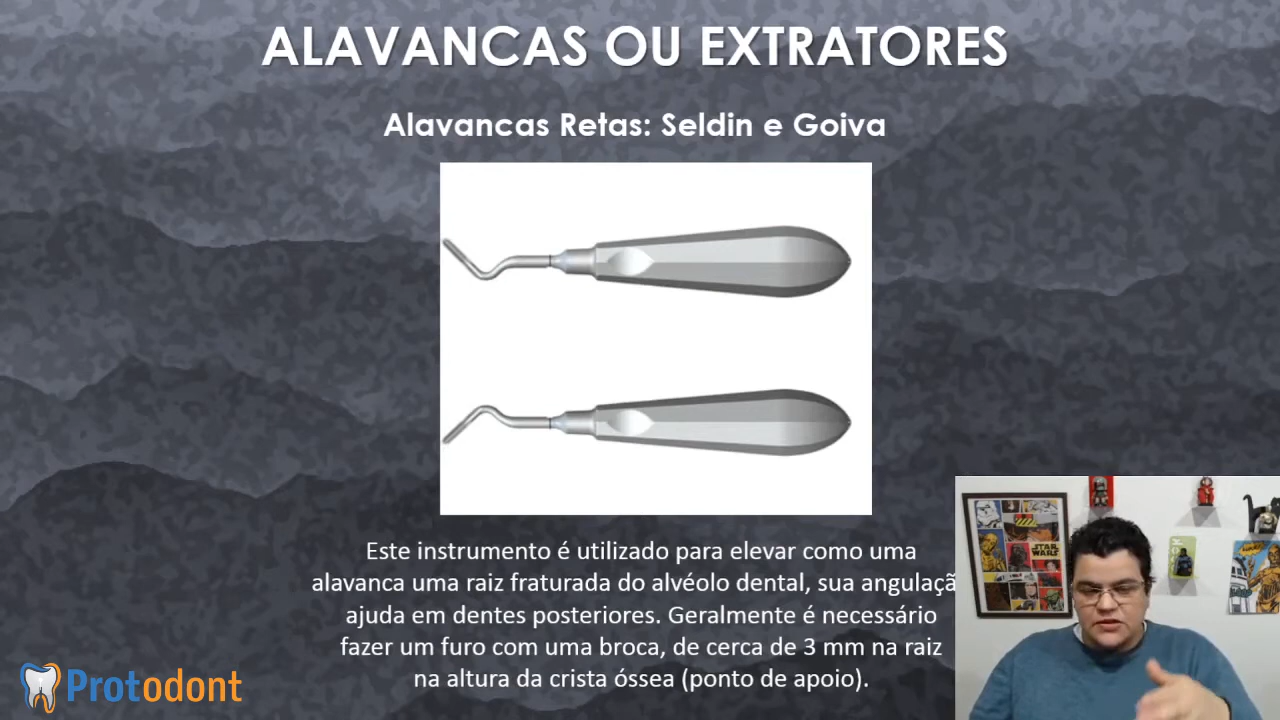 ALAVANCAS OU EXTRATORES
Alavancas Retas: Seldin e Goiva
Este instrumento é utilizado para elevar como uma
alavanca uma raiz fraturada do alvéolo dental, sua angulaçã
ajuda em dentes posteriores. Geralmente é necessário
fazer um furo com uma broca, de cerca de 3 mm na raiz
na altura da crista óssea (ponto de apoio).
Protodont
STAR
WARS